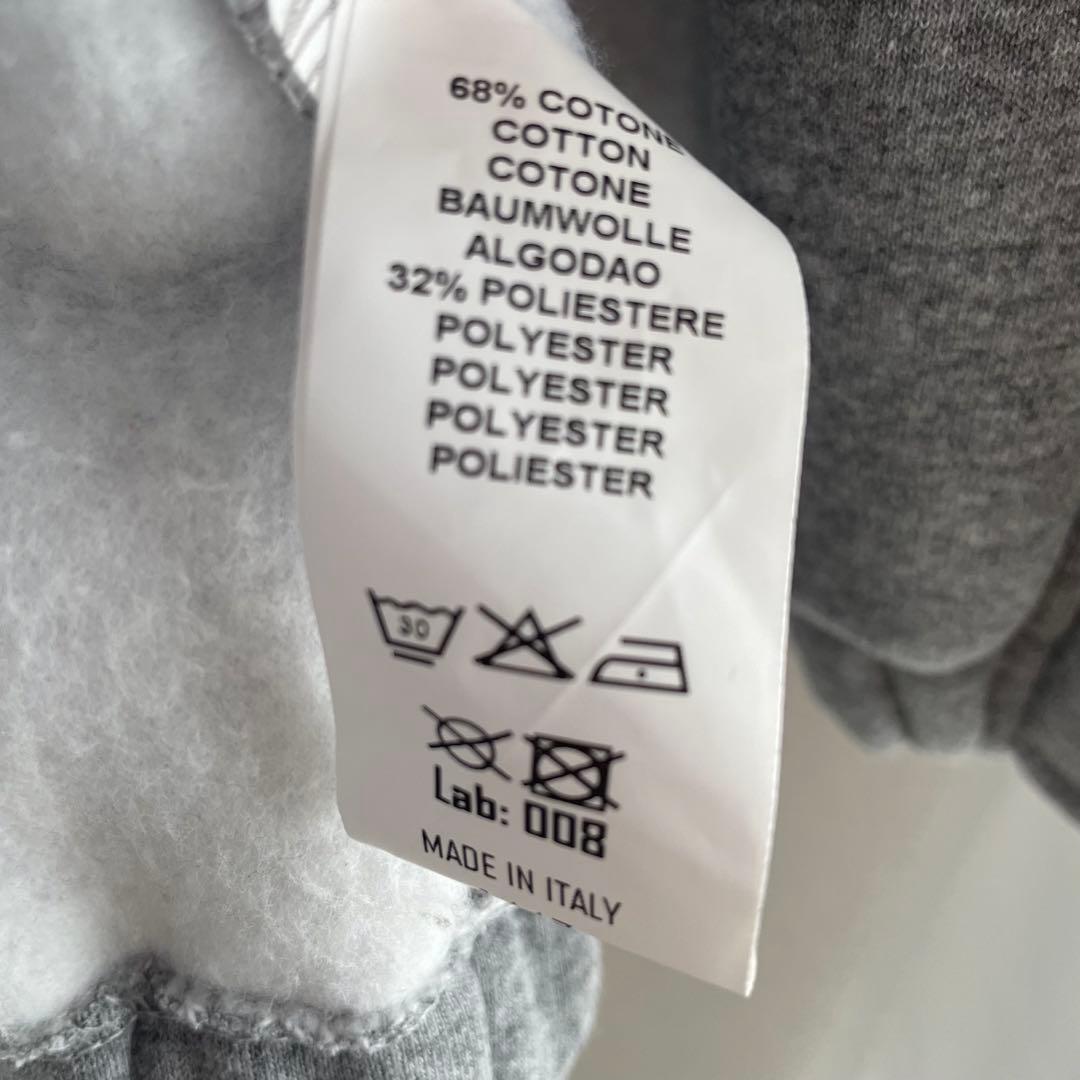 68% COTONE
COTTON
COTONE
BAUMWOLLE
ALGODAO
32% POLIESTERE
POLYESTER
POLYESTER
POLYESTER
POLIESTER
30
Lab: 008
MADE IN ITALY